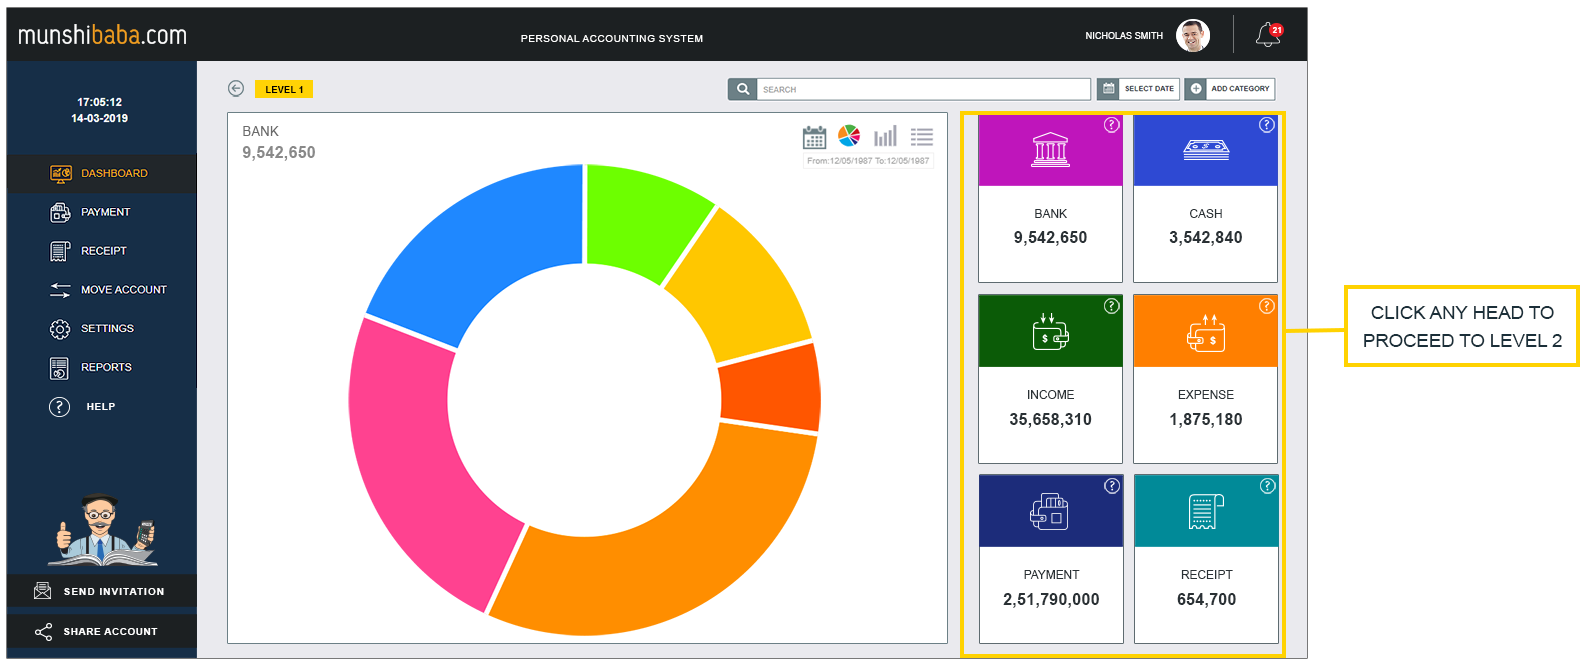 munshibaba.com
PERSONAL ACCOUNTING SYSTEM
NICHOLAS SMITH
21
17:05:12
14-03-2019
DASHBOARD
PAYMENT
RECEIPT
MOVE ACCOUNT
SETTINGS
REPORTS
? HELP
SEND INVITATION
SHARE ACCOUNT
LEVEL 1
SEARCH
SELECT DATE
ADD CATEGORY
BANK
9,542,650
From:12/05/1987 To:12/05/1987
?
BANK
9,542,650
?
CASH
3,542,840
?
$
INCOME
35,658,310
?
$
EXPENSE
1,875,180
?
PAYMENT
2,51,790,000
?
RECEIPT
654,700
CLICK ANY HEAD TO
PROCEED TO LEVEL 2